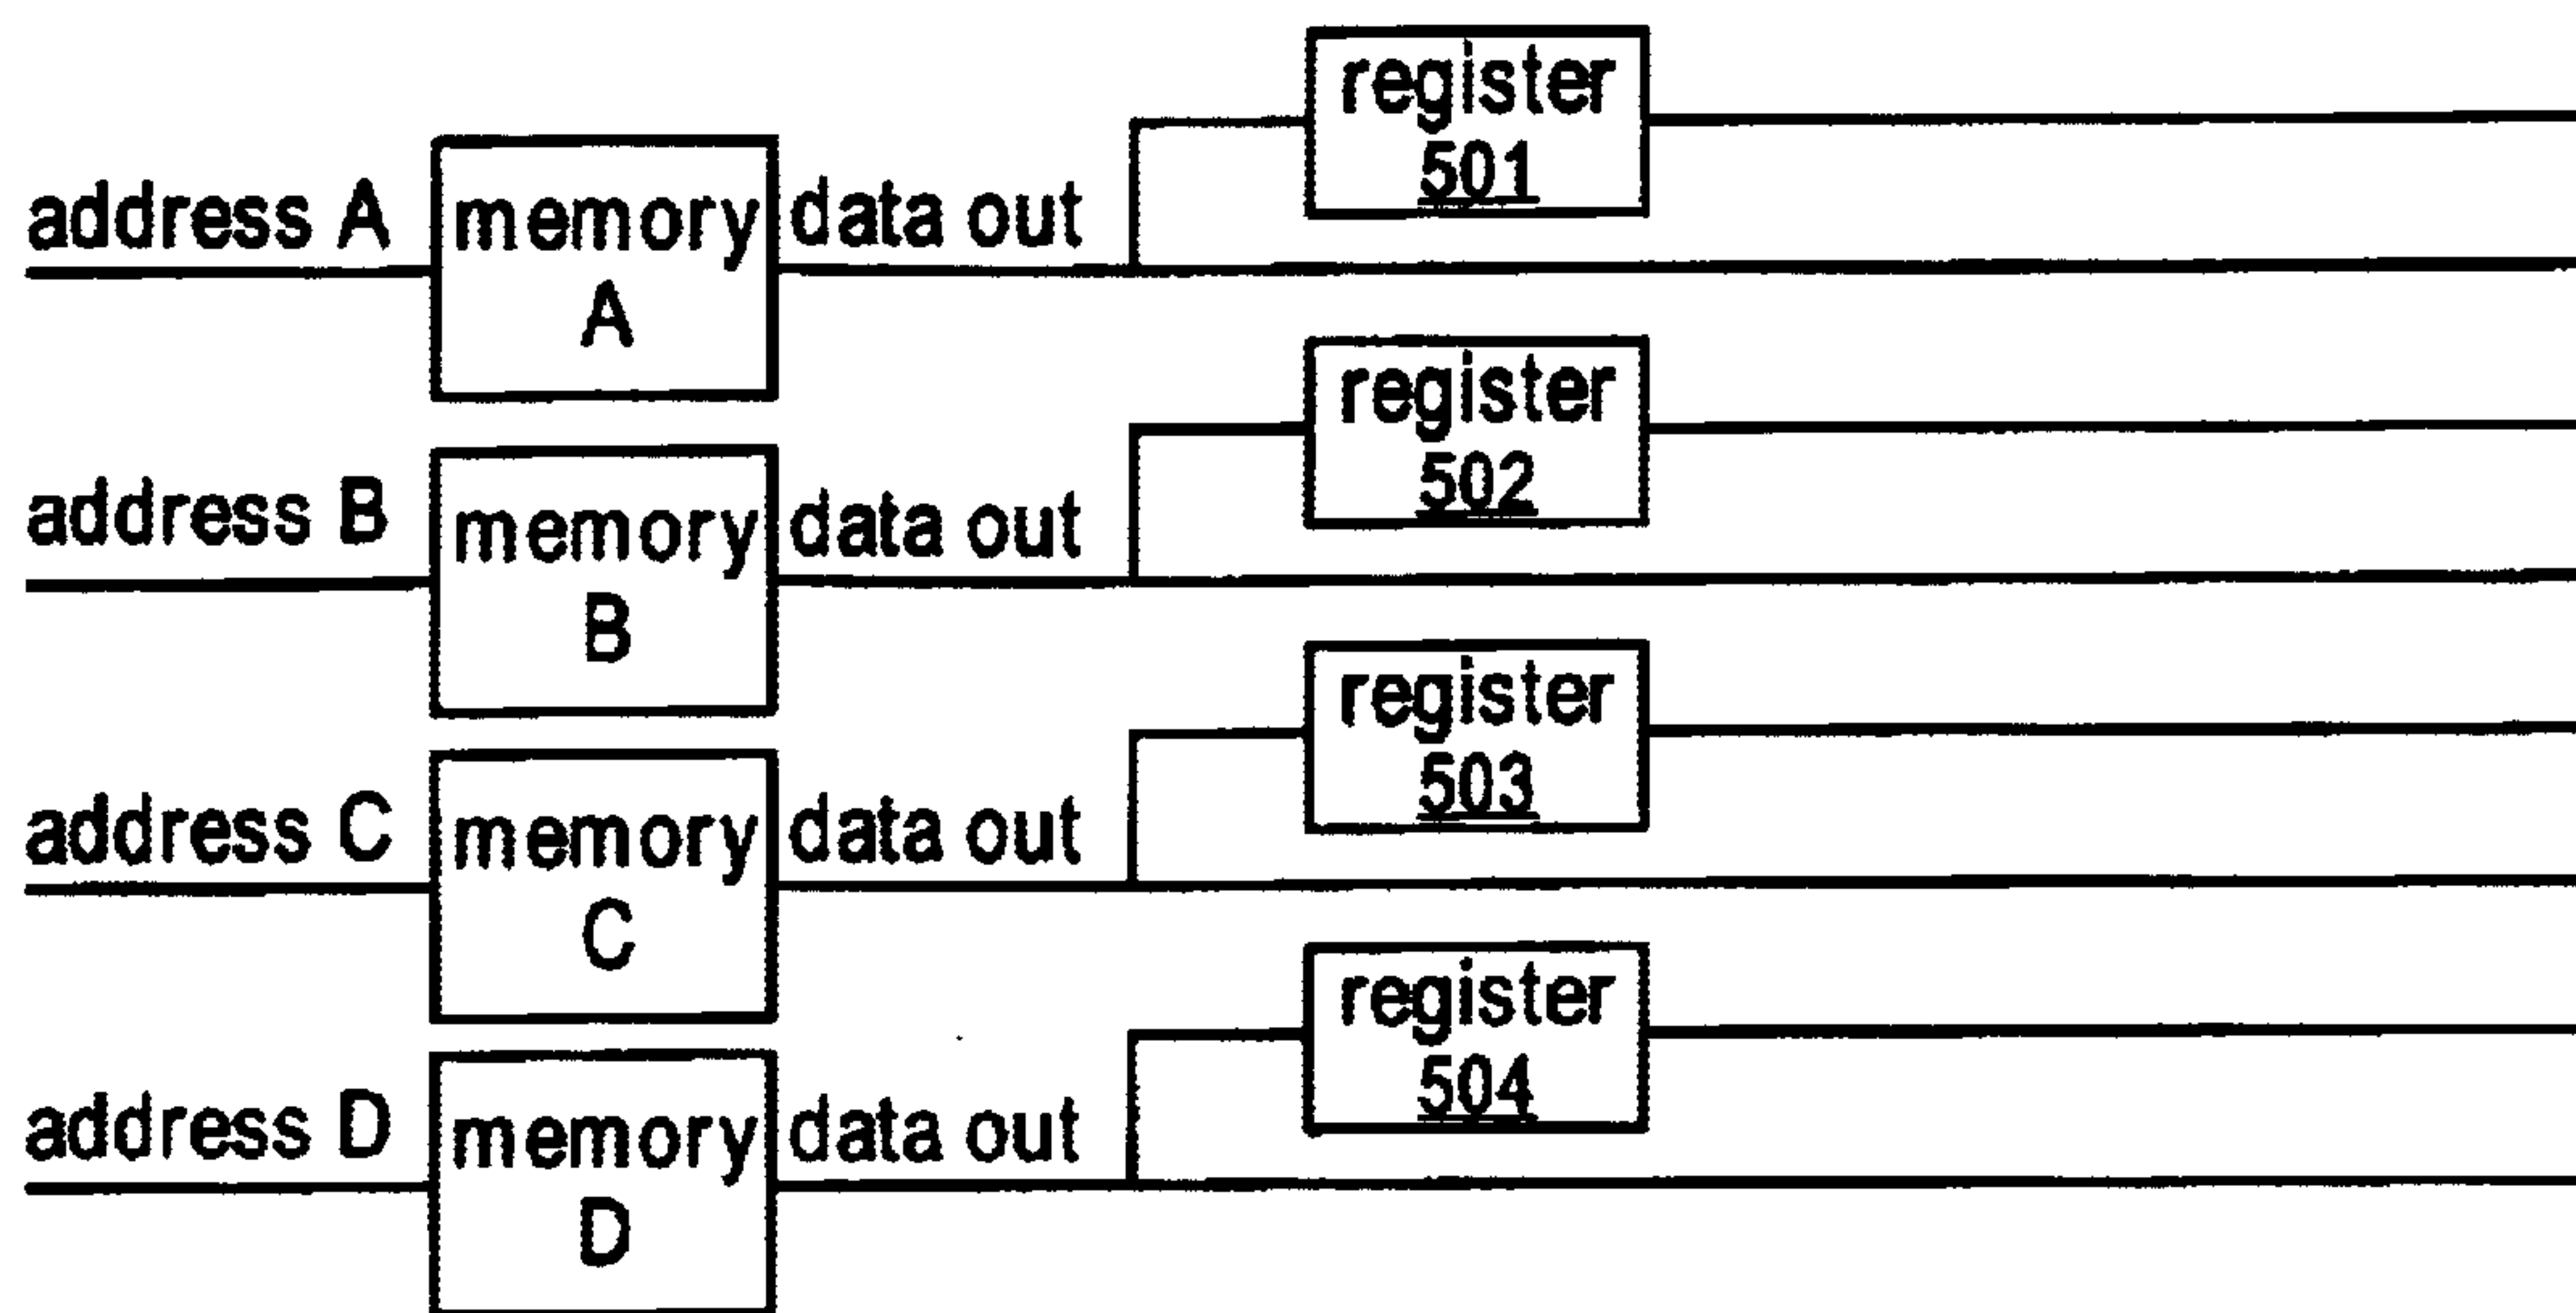 register
501
address A
memory
A
data out
register
502
address B
memory
B
data out
register
503
address C
memory
C
data out
register
504
address D
memory
D
data out